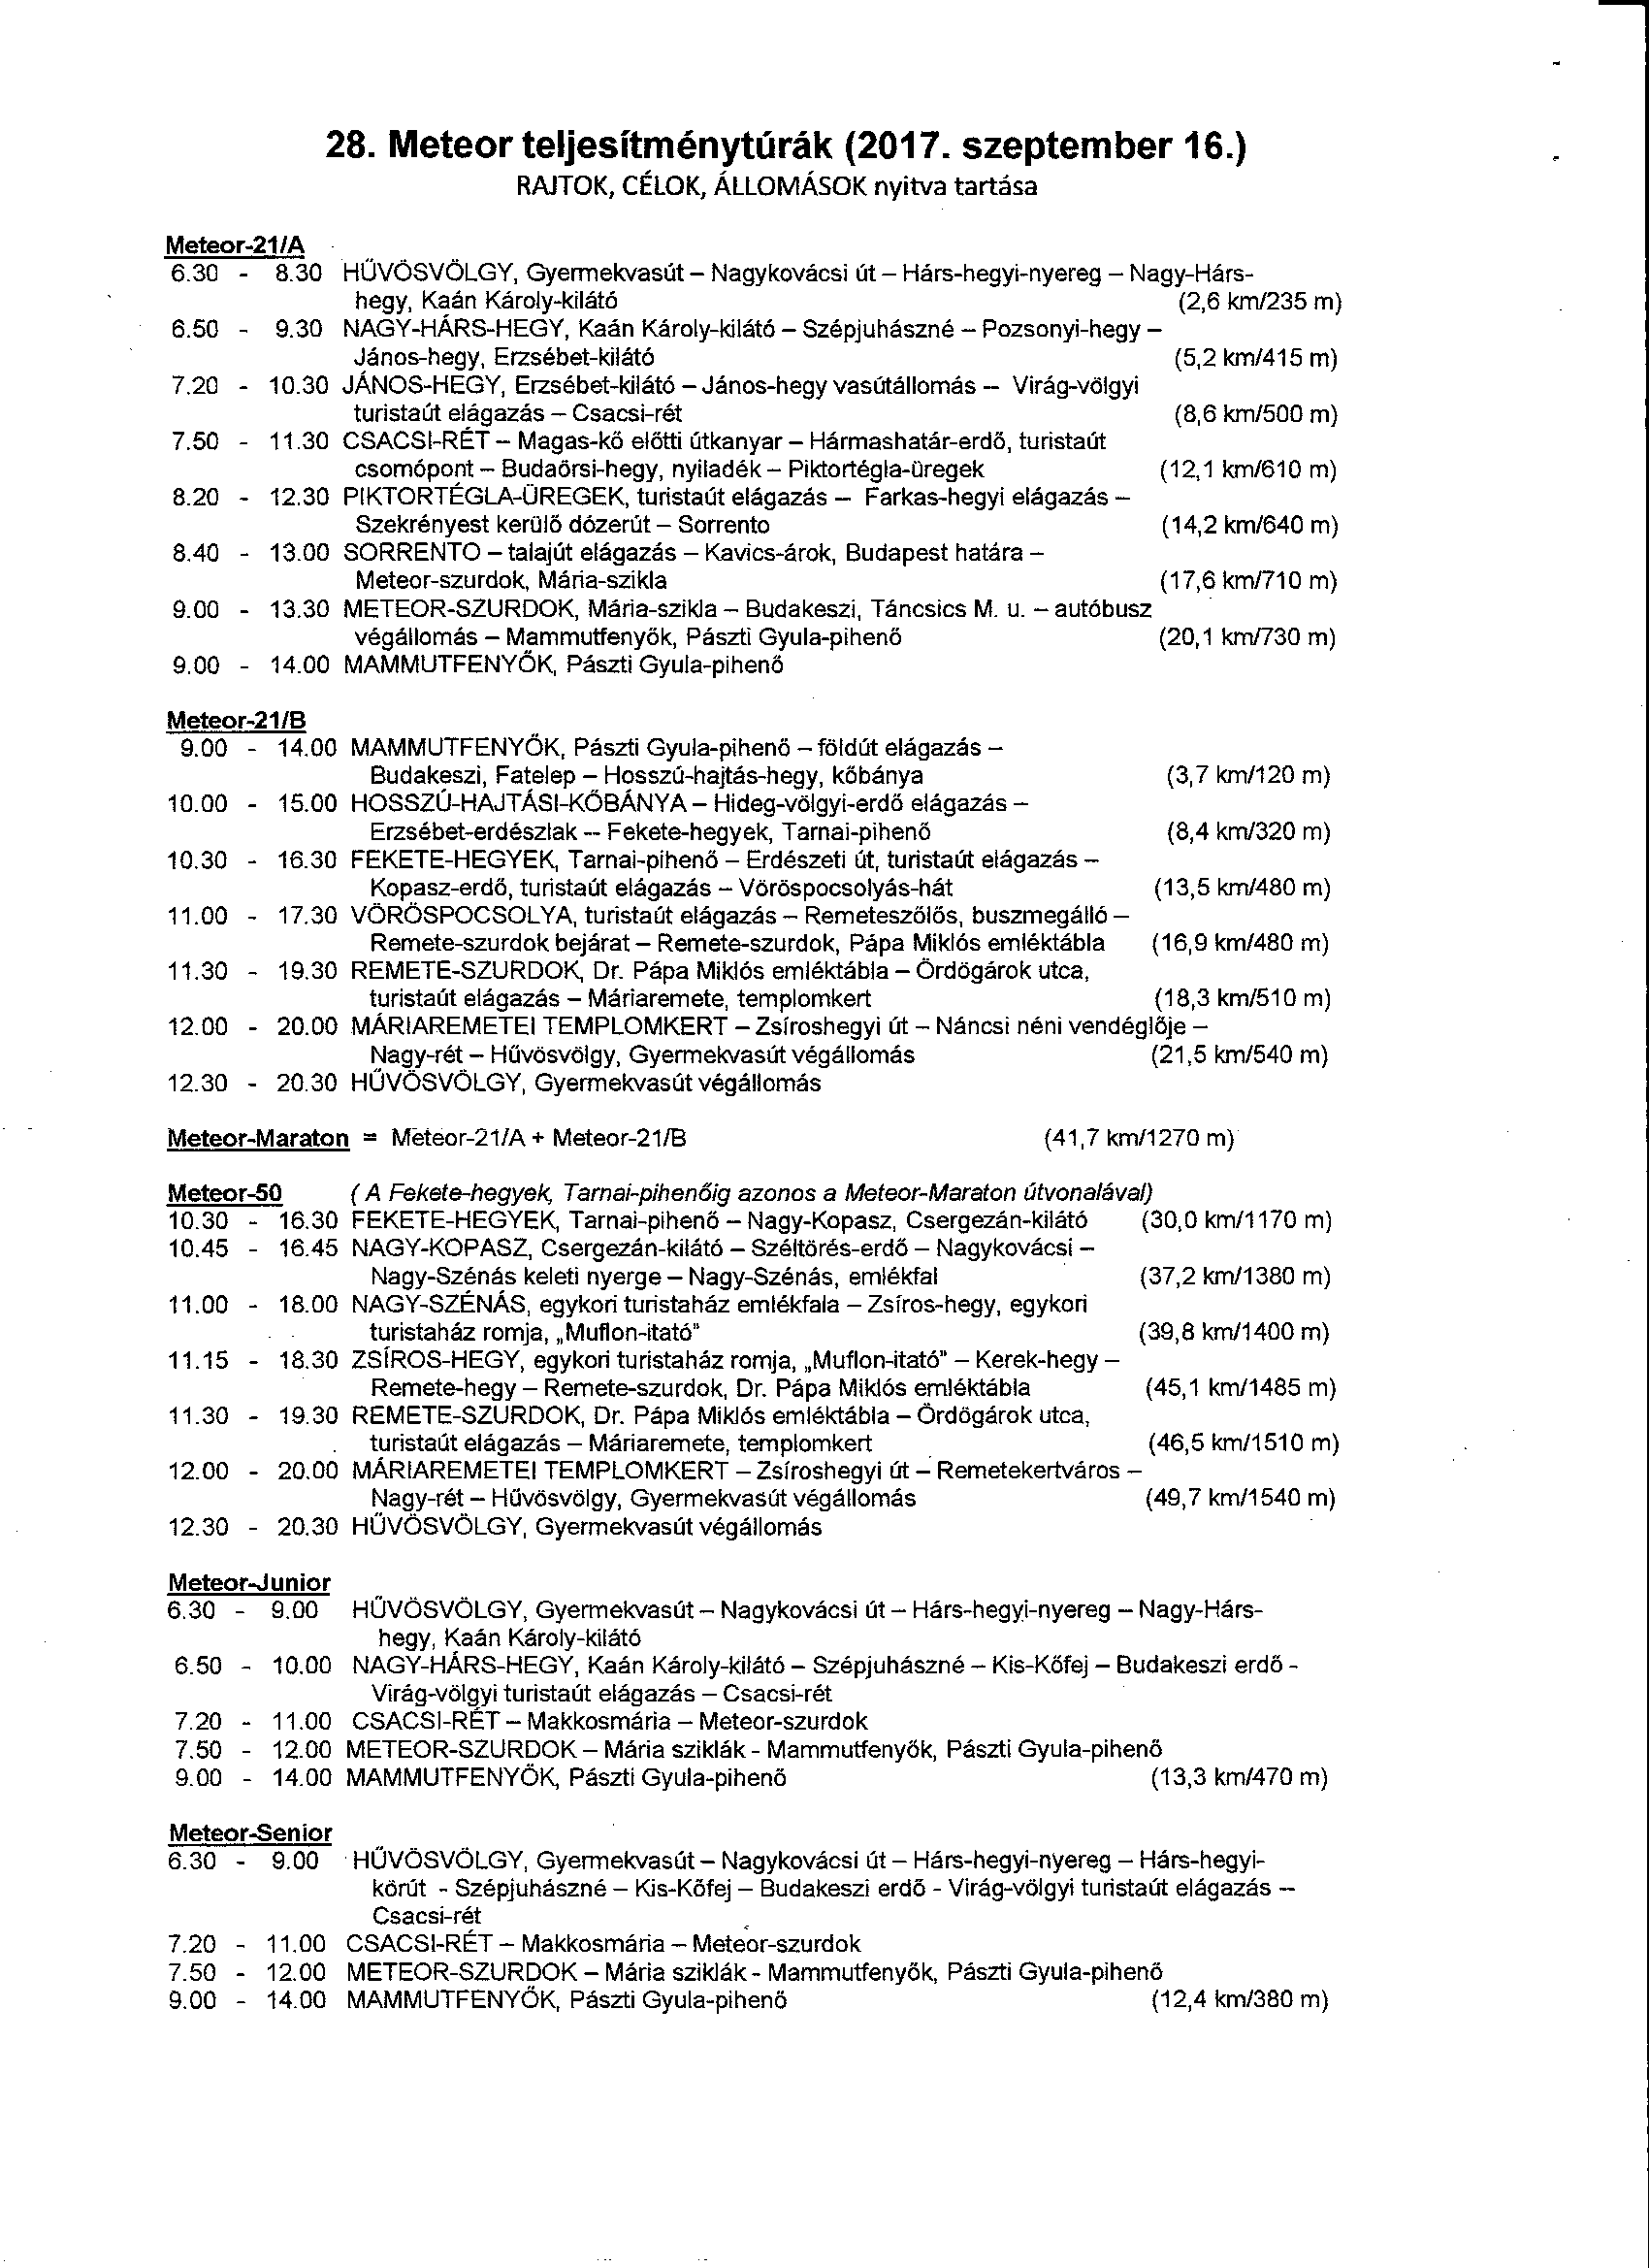 28. Meteor teljesítménytúrák (2017. szeptember 16.)
RAJTOK, CÉLOK, ÁLLOMÁSOK nyitva tartása
Meteor-21/A
6.30 - 8.30 HŰVÖSVÖLGY, Gyermekvasút – Nagykovácsi út – Hárs-hegyi-nyereg – Nagy-Hárs-
hegy, Kaán Károly-kilátó (2,6 km/235 m)
6.50 - 9.30 NAGY-HÁRS-HEGY, Kaán Károly-kilátó – Szépjuhászné – Pozsonyi-hegy –
János-hegy, Erzsébet-kilátó (5,2 km/415 m)
7.20 - 10.30 JÁNOS-HEGY, Erzsébet-kilátó – János-hegy vasútállomás – Virág-völgyi
turistaút elágazás – Csacsi-rét (8,6 km/500 m)
7.50 - 11.30 CSACSI-RÉT – Magas-kő előtti útkanyar – Hármashatár-erdő, turistaút
csomópont – Budaörsi-hegy, nyiladék – Piktortégla-üregek (12,1 km/610 m)
8.20 - 12.30 PIKTORTÉGLA-ÜREGEK, turistaút elágazás – Farkas-hegyi elágazás –
Szekrényest kerülő dózerút – Sorrento (14,2 km/640 m)
8.40 - 13.00 SORRENTO – talajút elágazás – Kavics-árok, Budapest határa –
Meteor-szurdok, Mária-szikla (17,6 km/710 m)
9.00 - 13.30 METEOR-SZURDOK, Mária-szikla – Budakeszi, Táncsics M. u. – autóbusz
végállomás – Mammutfenyők, Pászti Gyula-pihenő (20,1 km/730 m)
9.00 - 14.00 MAMMUTFENYŐK, Pászti Gyula-pihenő
Meteor-21/B
9.00 - 14.00 MAMMUTFENYŐK, Pászti Gyula-pihenő – földút elágazás –
Budakeszi, Fatelep – Hosszú-hajtás-hegy, kőbánya (3,7 km/120 m)
10.00 - 15.00 HOSSZÚ-HAJTÁSI-KŐBÁNYA – Hideg-völgyi-erdő elágazás –
Erzsébet-erdészlak -- Fekete-hegyek, Tarnai-pihenő (8,4 km/320 m)
10.30 - 16.30 FEKETE-HEGYEK, Tarnai-pihenő – Erdészeti út, turistaút elágazás –
Kopasz-erdő, turistaút elágazás – Vöröspocsolyás-hát (13,5 km/480 m)
11.00 - 17.30 VÖRÖSPOCSOLYA, turistaút elágazás – Remeteszőlős, buszmegálló –
Remete-szurdok bejárat – Remete-szurdok, Pápa Miklós emléktábla (16,9 km/480 m)
11.30 - 19.30 REMETE-SZURDOK, Dr. Pápa Miklós emléktábla – Ördögárok utca,
turistaút elágazás – Máriaremete, templomkert (18,3 km/510 m)
12.00 - 20.00 MÁRIAREMETEI TEMPLOMKERT – Zsíroshegyi út – Náncsi néni vendéglője –
Nagy-rét – Hűvösvölgy, Gyermekvasút végállomás (21,5 km/540 m)
12.30 - 20.30 HŰVÖSVÖLGY, Gyermekvasút végállomás
Meteor-Maraton = Meteor-21/A + Meteor-21/B (41,7 km/1270 m)
Meteor-50 ( A Fekete-hegyek, Tarnai-pihenőig azonos a Meteor-Maraton útvonalával)
10.30 - 16.30 FEKETE-HEGYEK, Tarnai-pihenő – Nagy-Kopasz, Csergezán-kilátó (30,0 km/1170 m)
10.45 - 16.45 NAGY-KOPASZ, Csergezán-kilátó – Széltörés-erdő – Nagykovácsi –
Nagy-Szénás keleti nyerge – Nagy-Szénás, emlékfal (37,2 km/1380 m)
11.00 - 18.00 NAGY-SZÉNÁS, egykori turistaház emlékfala – Zsíros-hegy, egykori
turistaház romja, „Muflon-itató" (39,8 km/1400 m)
11.15 - 18.30 ZSÍROS-HEGY, egykori turistaház romja, „Muflon-itató" – Kerek-hegy –
Remete-hegy – Remete-szurdok, Dr. Pápa Miklós emléktábla (45,1 km/1485 m)
11.30 - 19.30 REMETE-SZURDOK, Dr. Pápa Miklós emléktábla – Ördögárok utca,
turistaút elágazás – Máriaremete, templomkert (46,5 km/1510 m)
12.00 - 20.00 MÁRIAREMETEI TEMPLOMKERT – Zsíroshegyi út – Remetekertváros –
Nagy-rét – Hűvösvölgy, Gyermekvasút végállomás (49,7 km/1540 m)
12.30 - 20.30 HŰVÖSVÖLGY, Gyermekvasút végállomás
Meteor-Junior
6.30 - 9.00 HŰVÖSVÖLGY, Gyermekvasút – Nagykovácsi út – Hárs-hegyi-nyereg – Nagy-Hárs-
hegy, Kaán Károly-kilátó
6.50 - 10.00 NAGY-HÁRS-HEGY, Kaán Károly-kilátó – Szépjuhászné – Kis-Kőfej – Budakeszi erdő -
Virág-völgyi turistaút elágazás – Csacsi-rét
7.20 - 11.00 CSACSI-RÉT – Makkosmária – Meteor-szurdok
7.50 - 12.00 METEOR-SZURDOK – Mária sziklák - Mammutfenyők, Pászti Gyula-pihenő
9.00 - 14.00 MAMMUTFENYŐK, Pászti Gyula-pihenő (13,3 km/470 m)
Meteor-Senior
6.30 - 9.00 HŰVÖSVÖLGY, Gyermekvasút – Nagykovácsi út – Hárs-hegyi-nyereg – Hárs-hegyi-
körút - Szépjuhászné – Kis-Kőfej – Budakeszi erdő - Virág-völgyi turistaút elágazás --
Csacsi-rét
7.20 - 11.00 CSACSI-RÉT – Makkosmária – Meteor-szurdok
7.50 - 12.00 METEOR-SZURDOK – Mária sziklák - Mammutfenyők, Pászti Gyula-pihenő
9.00 - 14.00 MAMMUTFENYŐK, Pászti Gyula-pihenő (12,4 km/380 m)